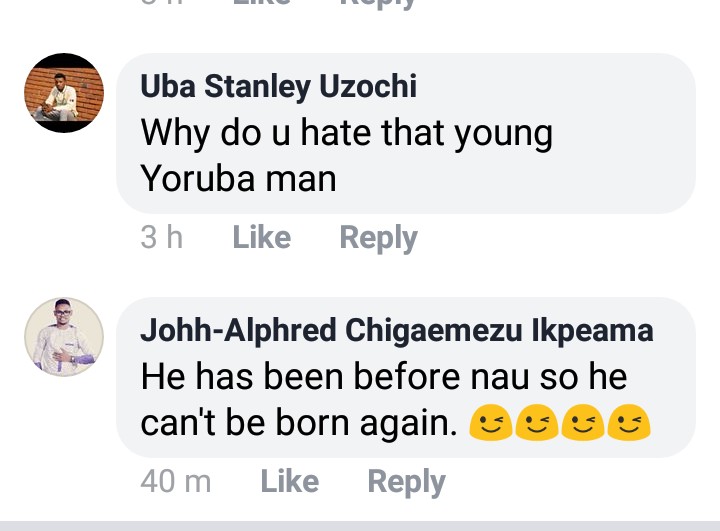 Uba Stanley Uzochi
Why do u hate that young
Yoruba man
3 h Like Reply
Johh-Alphred Chigaemezu Ikpeama
He has been before nau so he
can't be born again. 😉😉😉😉
40 m Like Reply